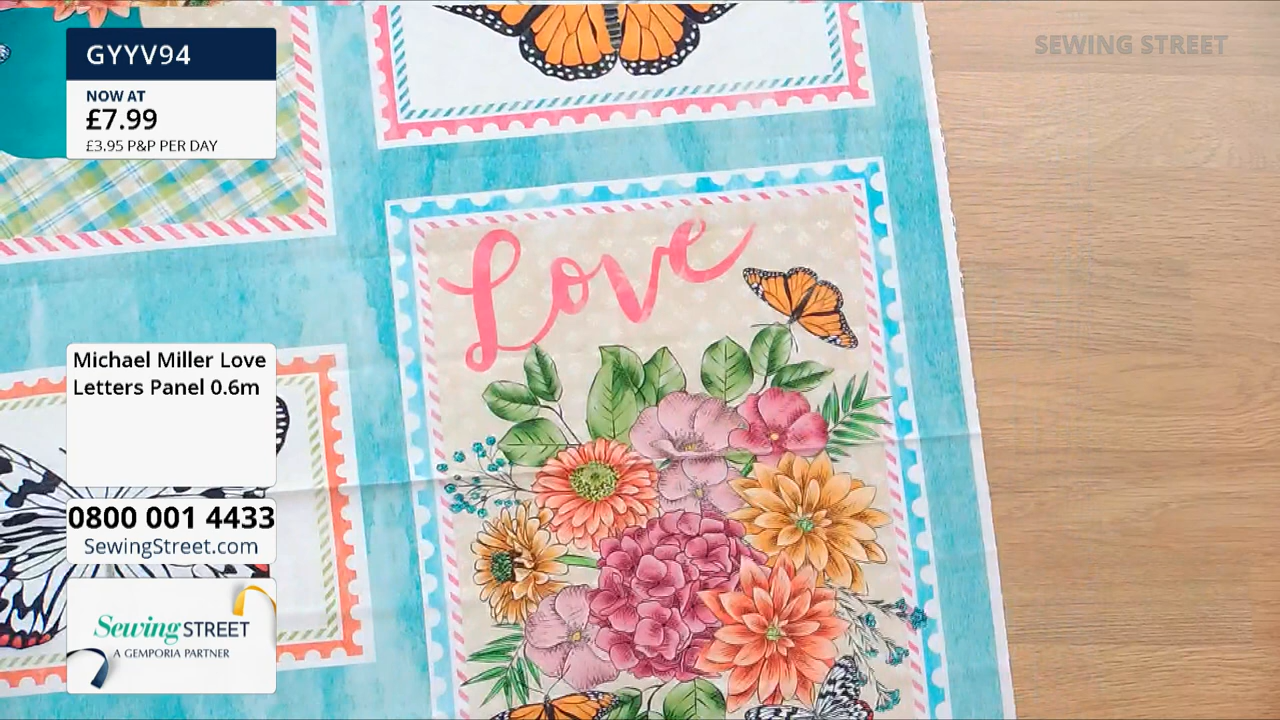 GYYV94
NOW AT
£7.99
£3.95 P&P PER DAY
SEWING STREET
Love
Michael Miller Love
Letters Panel 0.6m
0800 001 4433
SewingStreet.com
Sewing STREET
A GEMPORIA PARTNER